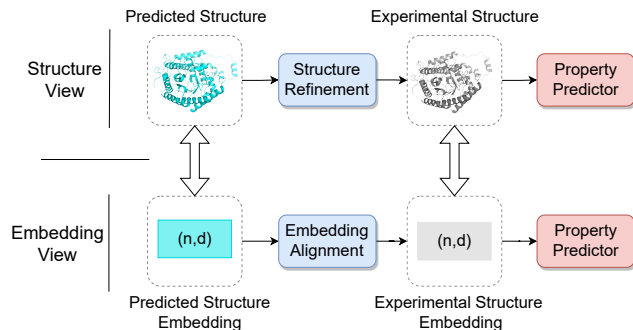 Predicted Structure
Experimental Structure
Structure
View
Structure
Refinement
Property
Predictor
Embedding
View
(n,d)
Embedding
Alignment
(n,d)
Property
Predictor
Predicted Structure
Embedding
Experimental Structure
Embedding